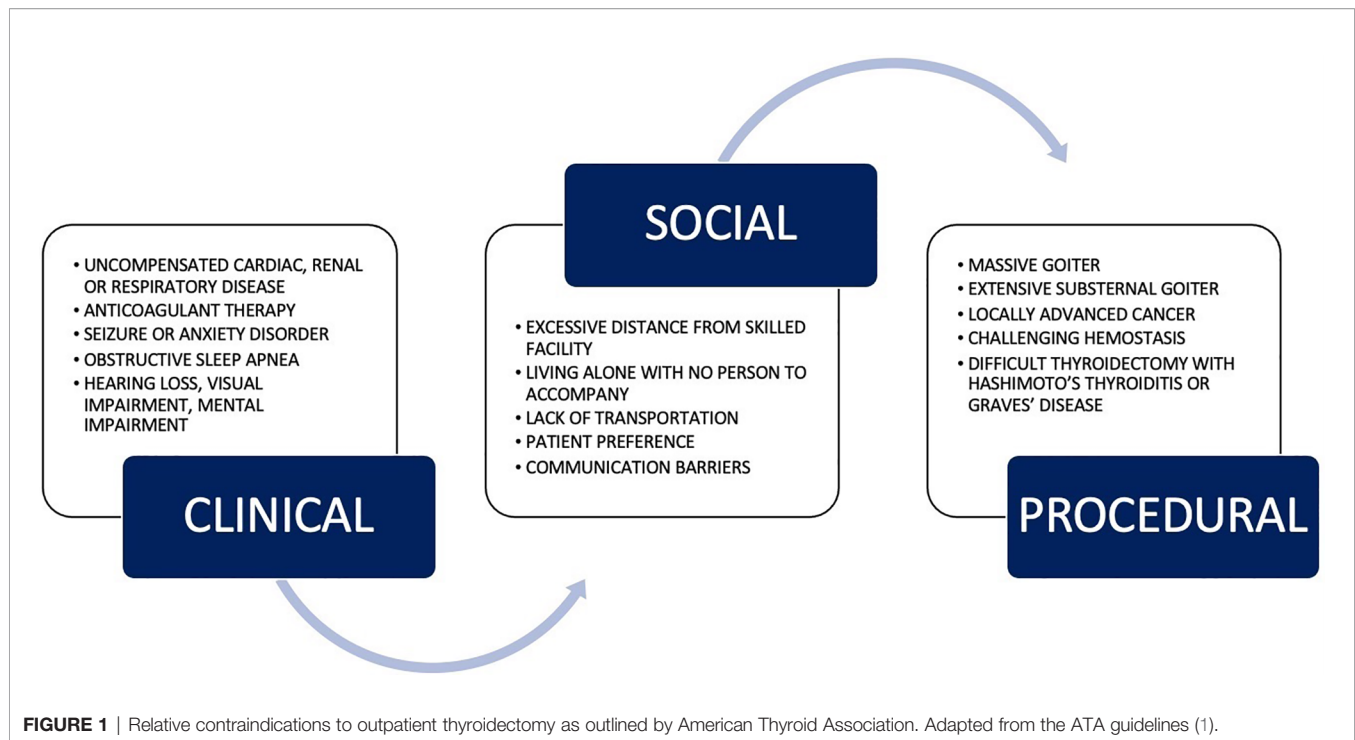 • UNCOMPENSATED CARDIAC, RENAL
OR RESPIRATORY DISEASE
• ANTICOAGULANT THERAPY
• SEIZURE OR ANXIETY DISORDER
• OBSTRUCTIVE SLEEP APNEA
• HEARING LOSS, VISUAL
IMPAIRMENT, MENTAL
IMPAIRMENT
CLINICAL
SOCIAL
• EXCESSIVE DISTANCE FROM SKILLED
FACILITY
• LIVING ALONE WITH NO PERSON TO
ACCOMPANY
• LACK OF TRANSPORTATION
• PATIENT PREFERENCE
• COMMUNICATION BARRIERS
• MASSIVE GOITER
• EXTENSIVE SUBSTERNAL GOITER
• LOCALLY ADVANCED CANCER
• CHALLENGING HEMOSTASIS
• DIFFICULT THYROIDECTOMY WITH
HASHIMOTO’S THYROIDITIS OR
GRAVES’ DISEASE
PROCEDURAL
FIGURE 1 | Relative contraindications to outpatient thyroidectomy as outlined by American Thyroid Association. Adapted from the ATA guidelines (1).